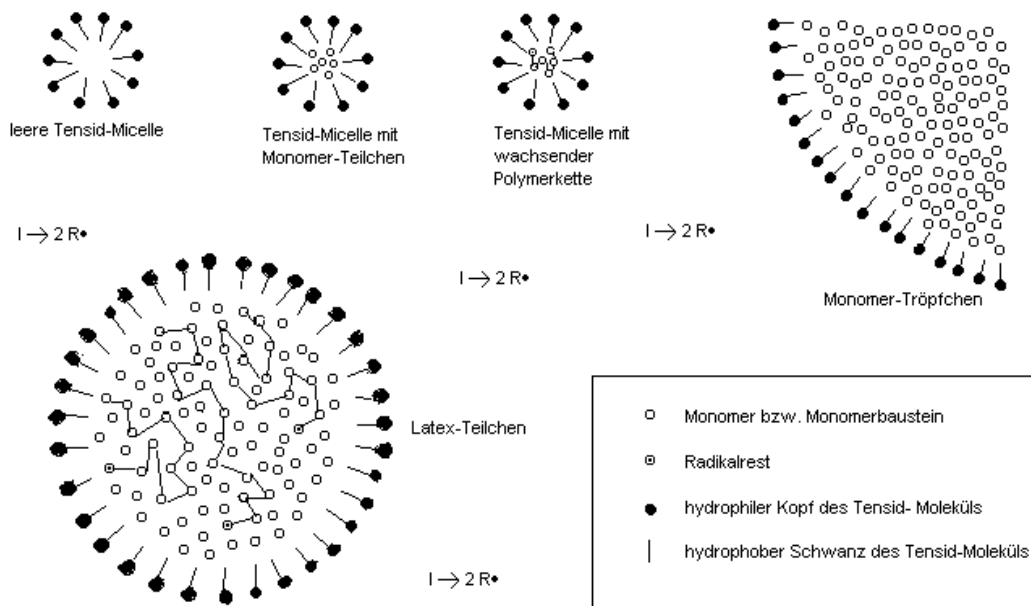 leere Tensid-Micelle
Tensid-Micelle mit
Monomer-Teilchen
Tensid-Micelle mit
wachsender
Polymerkette
I → 2 R•
I → 2 R•
I → 2 R•
Monomer-Tröpfchen
Latex-Teilchen
I → 2 R•
Monomer bzw. Monomerbaustein
Radikalrest
hydrophiler Kopf des Tensid- Moleküls
hydrophober Schwanz des Tensid-Moleküls